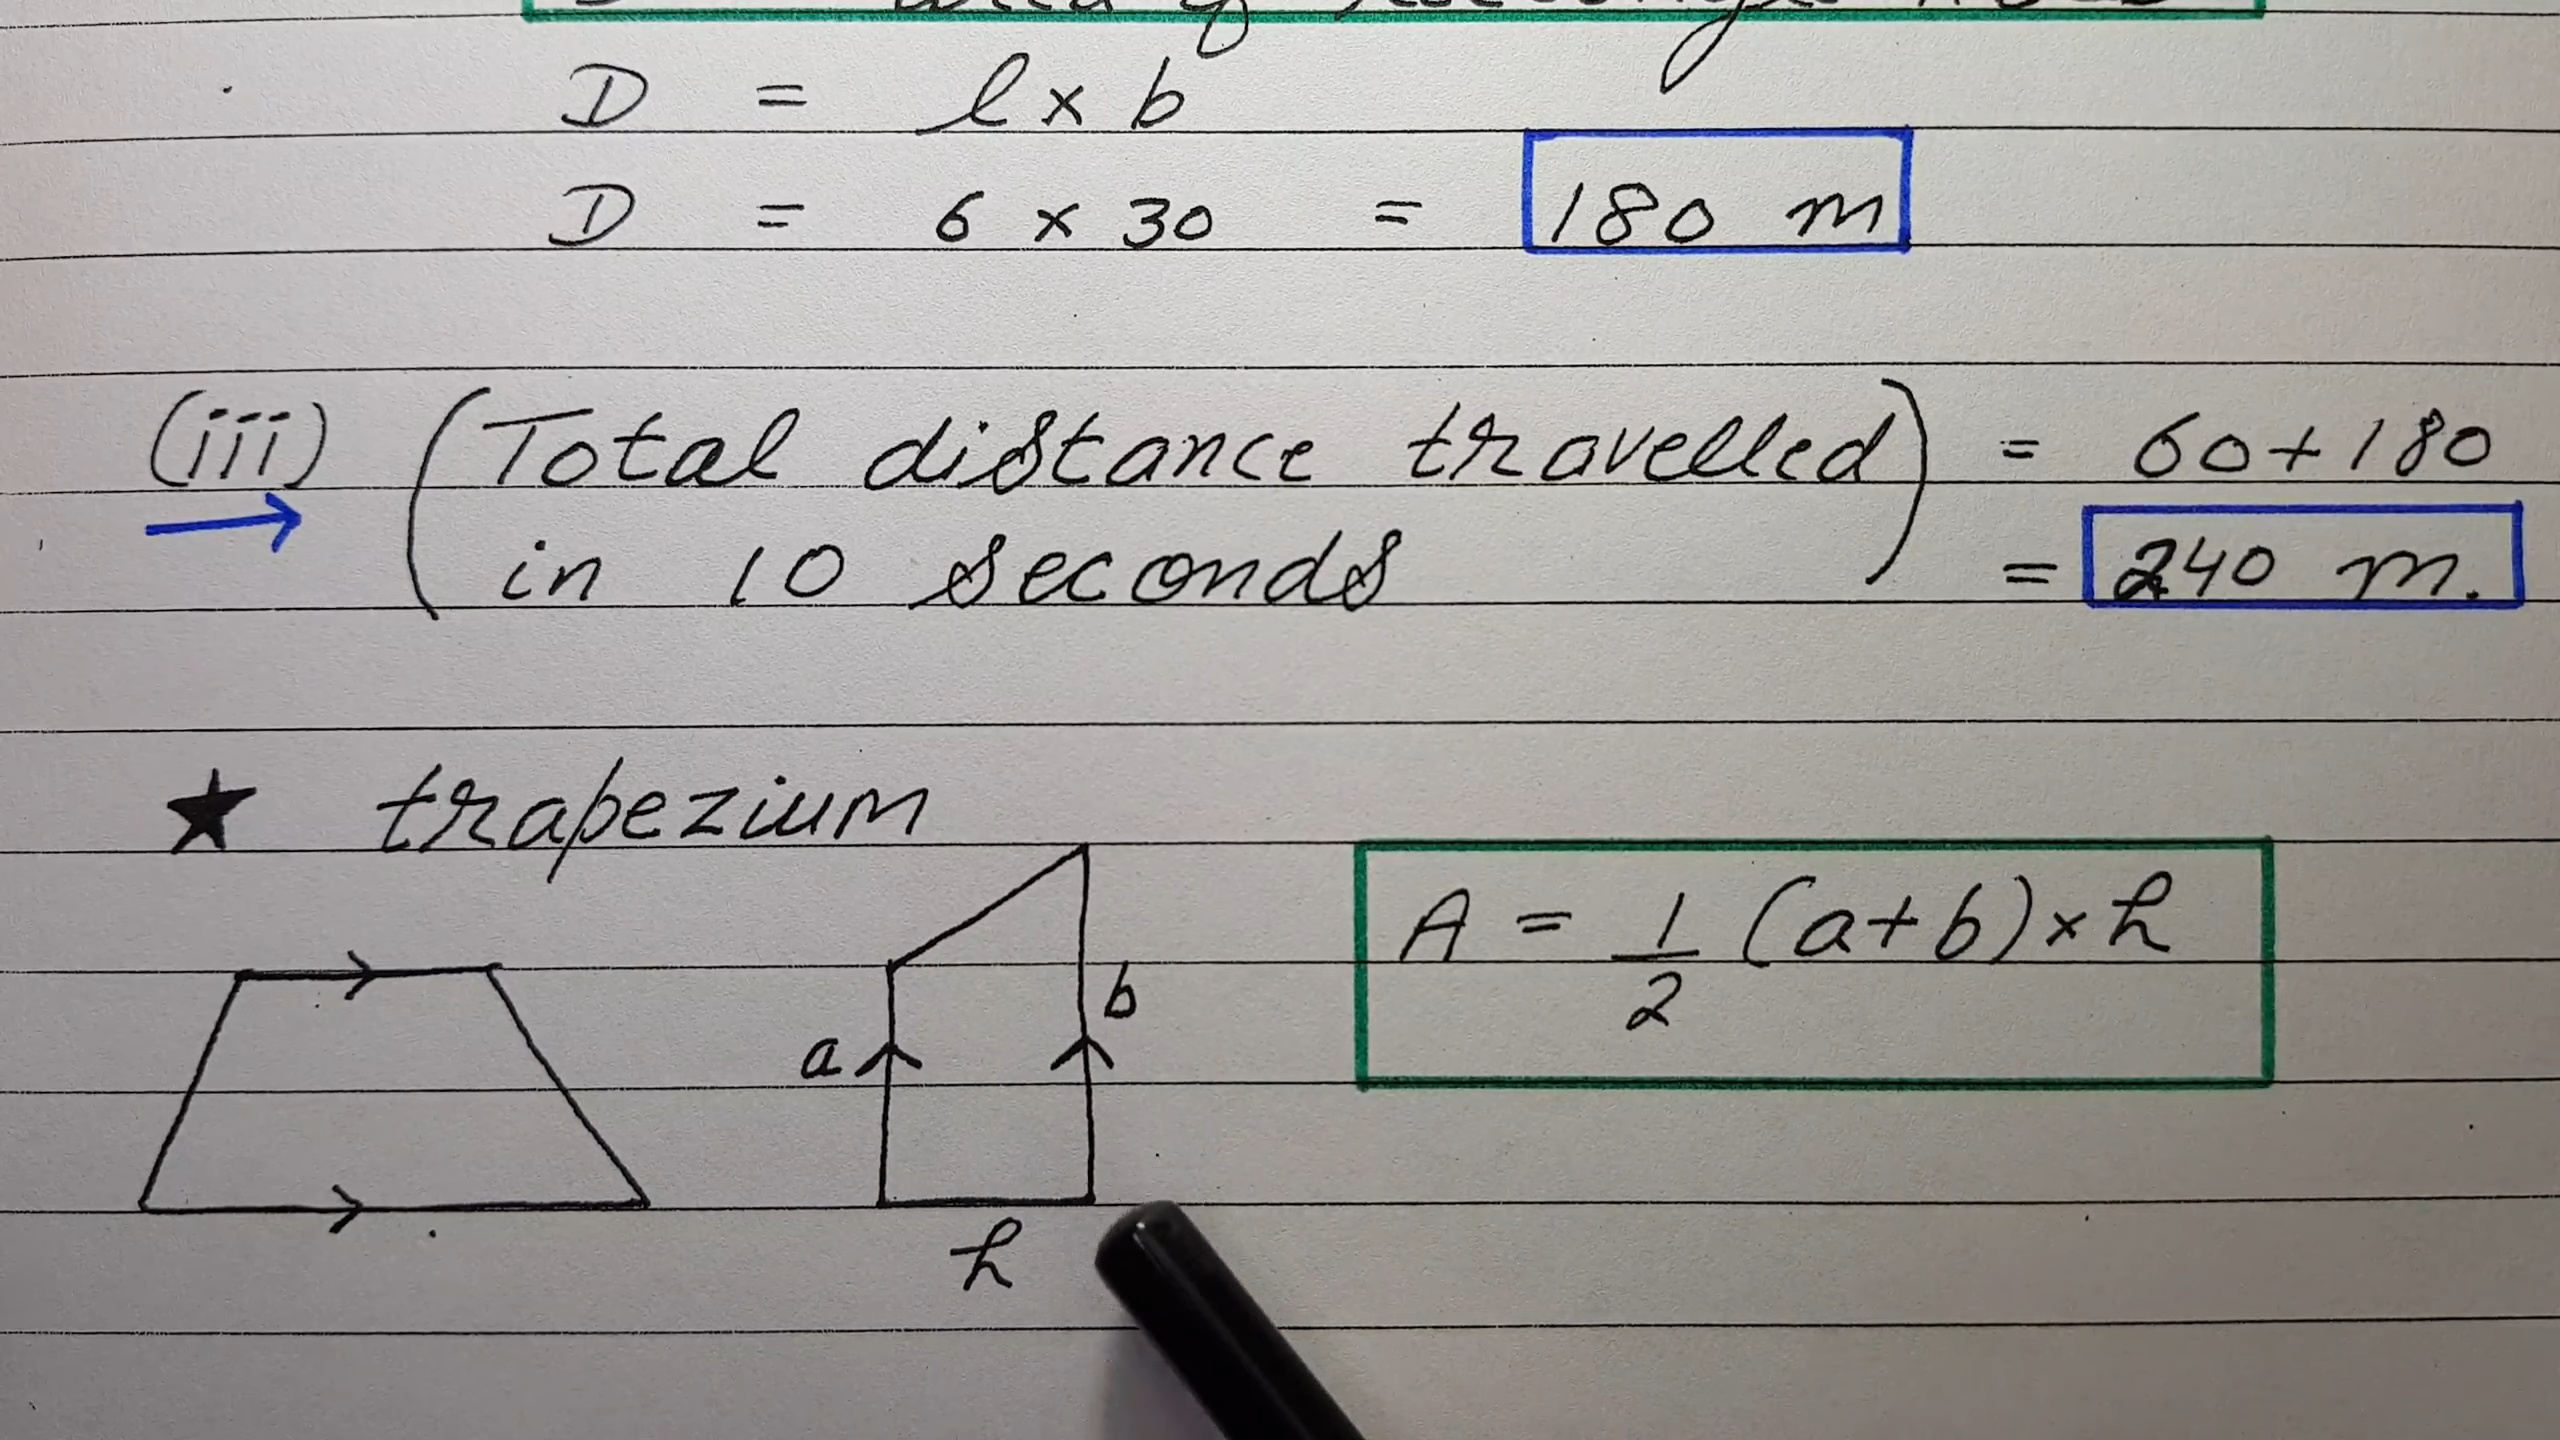 D = l × b
D = 6 × 30 = 180 m
(iii) (Total distance travelled) = 60+180
in 10 seconds = 240 m.
★ trapezium
A = 1/2 (a+b)×h
a
b
h